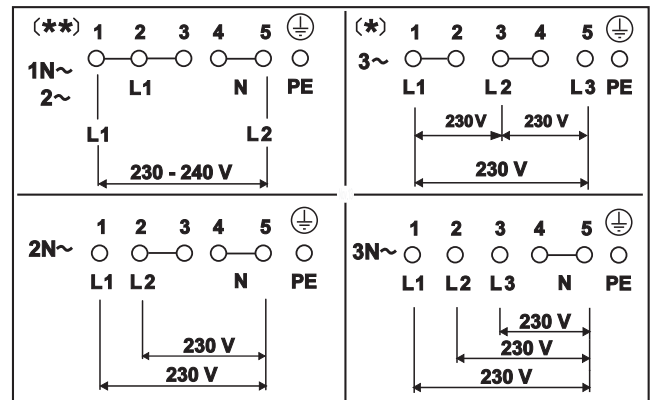 (**) 1 2 3 4 5
1N~ L1 N PE
2~
L1 L2
230 - 240 V
(*) 1 2 3 4 5
3~
L1 L2 L3 PE
230 V 230 V
230 V
1 2 3 4 5
2N~
L1 L2 N PE
230 V
230 V
1 2 3 4 5
3N~
L1 L2 L3 N PE
230 V
230 V
230 V